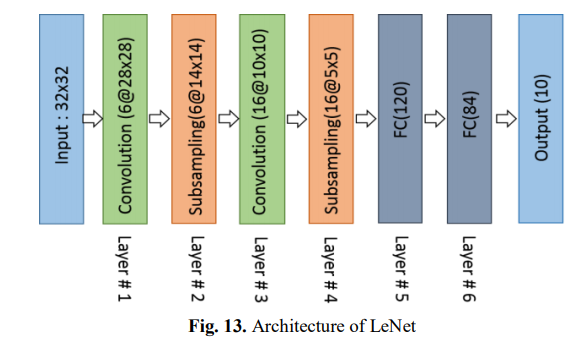 Input : 32x32
Convolution (6@28x28)
Subsampling(6@14x14)
Convolution (16@10x10)
Subsampling(16@5x5)
FC(120)
FC(84)
Output (10)
Layer # 1
Layer # 2
Layer # 3
Layer # 4
Layer # 5
Layer # 6
Fig. 13. Architecture of LeNet